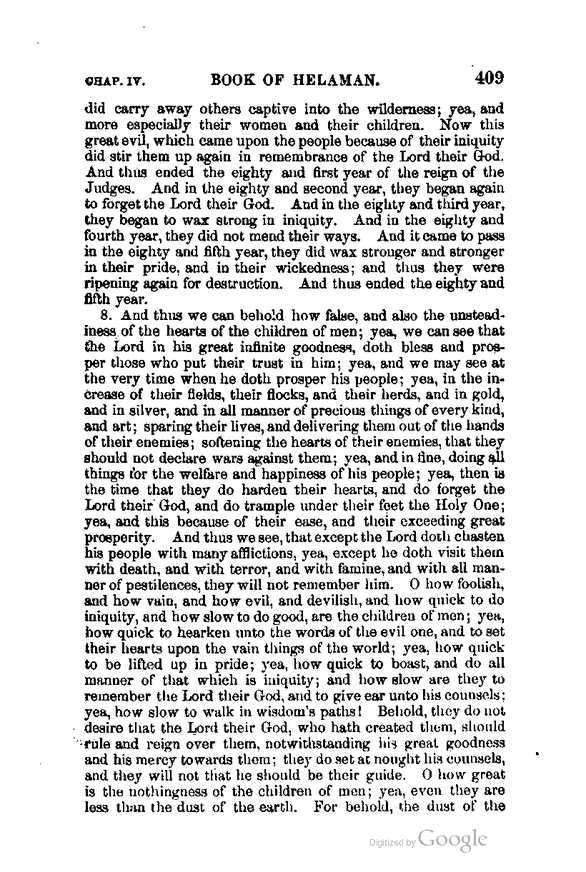 CHAP. IV. BOOK OF HELAMAN. 409
did carry away others captive into the wilderness; yea, and
more especially their women and their children. Now this
great evil, which came upon the people because of their iniquity
did stir them up again in remembrance of the Lord their God.
And thus ended the eighty and first year of the reign of the
Judges. And in the eighty and second year, they began again
to forget the Lord their God. And in the eighty and third year,
they began to wax strong in iniquity. And in the eighty and
fourth year, they did not mend their ways. And it came to pass
in the eighty and fifth year, they did wax stronger and stronger
in their pride, and in their wickedness; and thus they were
ripening again for destruction. And thus ended the eighty and
fifth year.
8. And thus we can behold how false, and also the unstead-
iness of the hearts of the children of men; yea, we can see that
the Lord in his great infinite goodness, doth bless and pros-
per those who put their trust in him; yea, and we may see at
the very time when he doth prosper his people; yea, in the in-
crease of their fields, their flocks, and their herds, and in gold,
and in silver, and in all manner of precious things of every kind,
and art; sparing their lives, and delivering them out of the hands
of their enemies; softening the hearts of their enemies, that they
should not declare wars against them; yea, and in fine, doing all
things for the welfare and happiness of his people; yea, then is
the time that they do harden their hearts, and do forget the
Lord their God, and do trample under their feet the Holy One;
yea, and this because of their ease, and their exceeding great
prosperity. And thus we see, that except the Lord doth chasten
his people with many afflictions, yea, except he doth visit them
with death, and with terror, and with famine, and with all man-
ner of pestilences, they will not remember him. O how foolish,
and how vain, and how evil, and devilish, and how quick to do
iniquity, and how slow to do good, are the children of men; yea,
how quick to hearken unto the words of the evil one, and to set
their hearts upon the vain things of the world; yea, how quick
to be lifted up in pride; yea, how quick to boast, and do all
manner of that which is iniquity; and how slow are they to
remember the Lord their God, and to give ear unto his counsels;
yea, how slow to walk in wisdom's paths! Behold, they do not
desire that the Lord their God, who hath created them, should
rule and reign over them, notwithstanding his great goodness
and his mercy towards them; they do set at nought his counsels,
and they will not that he should be their guide. O how great
is the nothingness of the children of men; yea, even they are
less than the dust of the earth. For behold, the dust of the
Digitized by Google